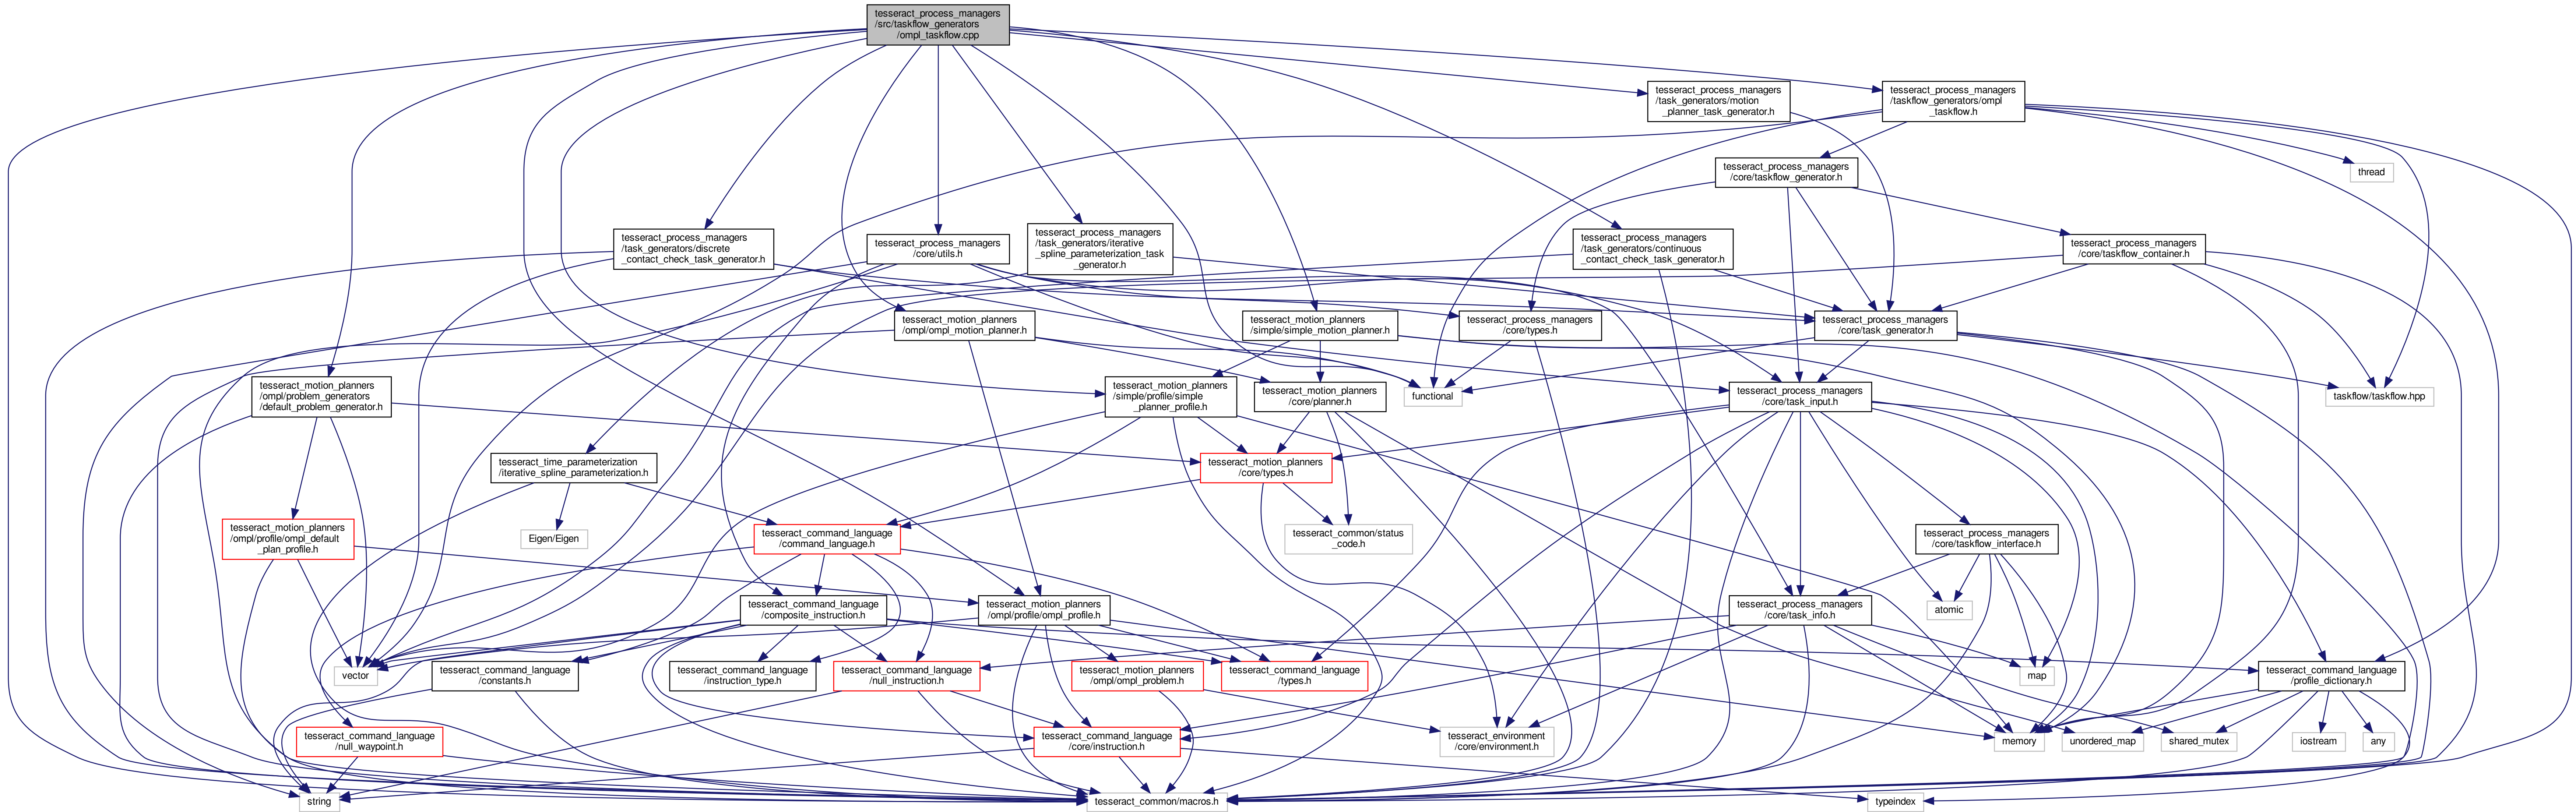 tesseract_process_managers
/src/taskflow_generators
/ompl_taskflow.cpp
tesseract_process_managers
/task_generators/motion
_planner_task_generator.h
tesseract_process_managers
/taskflow_generators/ompl
_taskflow.h
tesseract_process_managers
/core/taskflow_generator.h
thread
tesseract_process_managers
/task_generators/discrete
_contact_check_task_generator.h
tesseract_process_managers
/core/utils.h
tesseract_process_managers
/task_generators/iterative
_spline_parameterization_task
_generator.h
tesseract_process_managers
/task_generators/continuous
_contact_check_task_generator.h
tesseract_process_managers
/core/taskflow_container.h
tesseract_motion_planners
/ompl/ompl_motion_planner.h
tesseract_motion_planners
/simple/simple_motion_planner.h
tesseract_process_managers
/core/types.h
tesseract_process_managers
/core/task_generator.h
tesseract_motion_planners
/ompl/problem_generators
/default_problem_generator.h
tesseract_motion_planners
/simple/profile/simple
_planner_profile.h
tesseract_motion_planners
/core/planner.h
functional
tesseract_process_managers
/core/task_input.h
taskflow/taskflow.hpp
tesseract_time_parameterization
/iterative_spline_parameterization.h
tesseract_motion_planners
/core/types.h
tesseract_motion_planners
/ompl/profile/ompl_default
_plan_profile.h
Eigen/Eigen
tesseract_command_language
/command_language.h
tesseract_common/status
_code.h
tesseract_process_managers
/core/taskflow_interface.h
tesseract_command_language
/composite_instruction.h
tesseract_motion_planners
/ompl/profile/ompl_profile.h
tesseract_process_managers
/core/task_info.h
atomic
vector
tesseract_command_language
/constants.h
tesseract_command_language
/instruction_type.h
tesseract_command_language
/null_instruction.h
tesseract_motion_planners
/ompl/ompl_problem.h
tesseract_command_language
/types.h
map
tesseract_command_language
/profile_dictionary.h
tesseract_command_language
/null_waypoint.h
tesseract_command_language
/core/instruction.h
tesseract_environment
/core/environment.h
memory
unordered_map
shared_mutex
iostream
any
string
tesseract_common/macros.h
typeindex